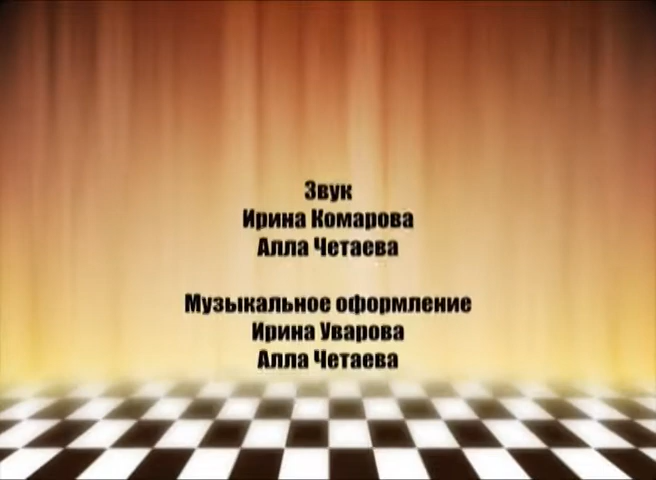 Звук
Ирина Комарова
Алла Четаева
Музыкальное оформление
Ирина Уварова
Алла Четаева